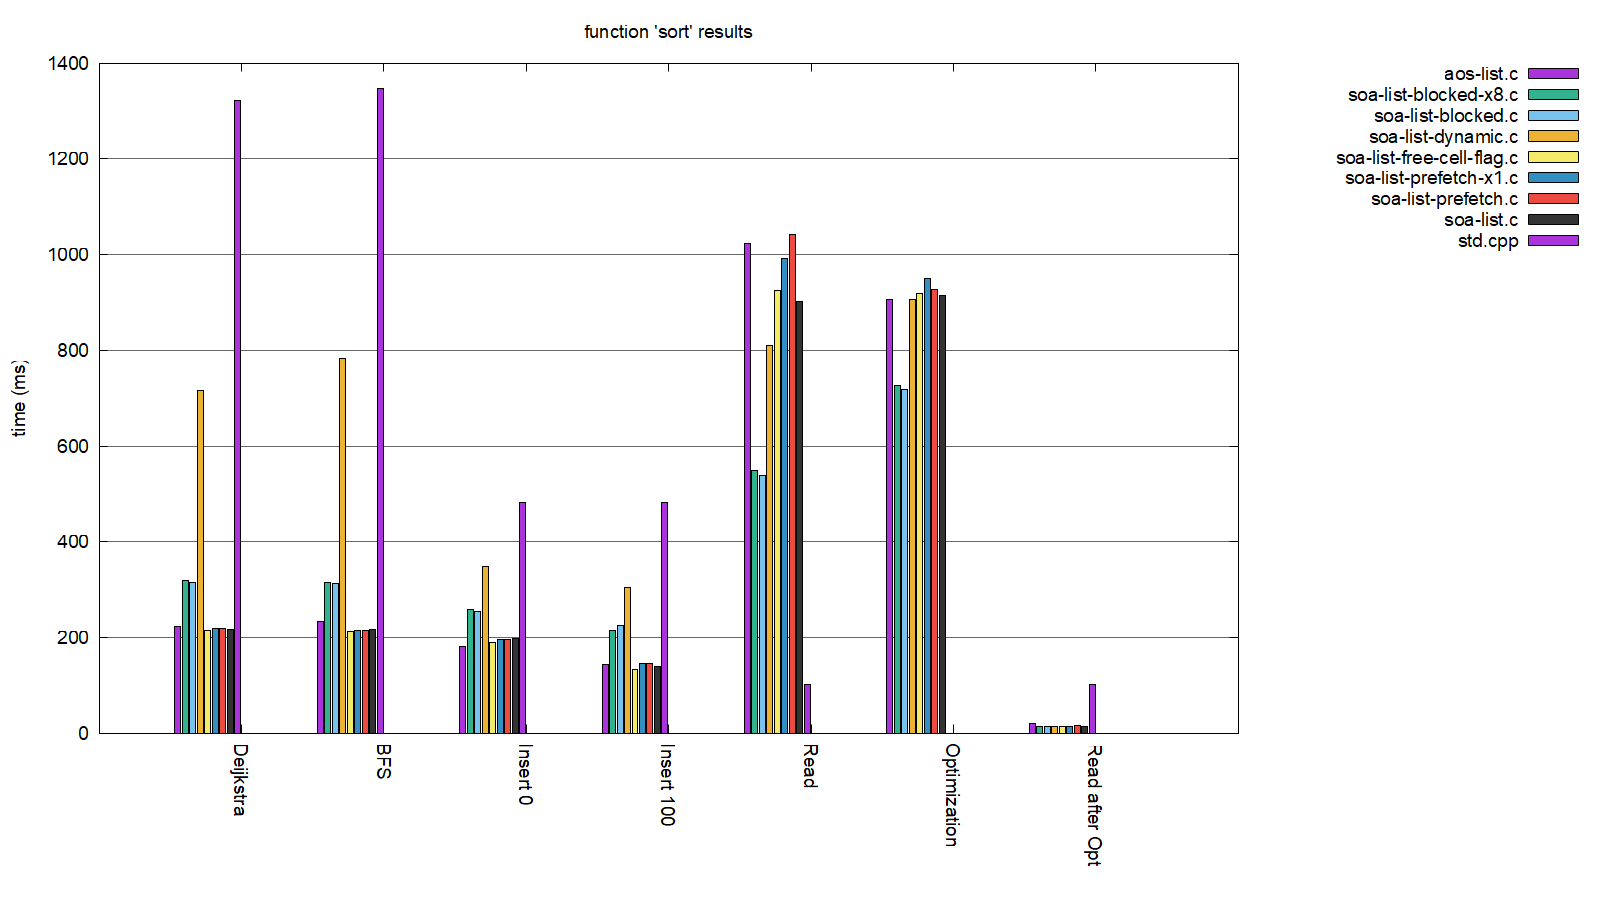 function 'sort' results
1400
1200
1000
800
600
400
200
0
time (ms)
Deijkstra
BFS
Insert 0
Insert 100
Read
Optimization
Read after Opt
aos-list.c
soa-list-blocked-x8.c
soa-list-blocked.c
soa-list-dynamic.c
soa-list-free-cell-flag.c
soa-list-prefetch-x1.c
soa-list-prefetch.c
soa-list.c
std.cpp